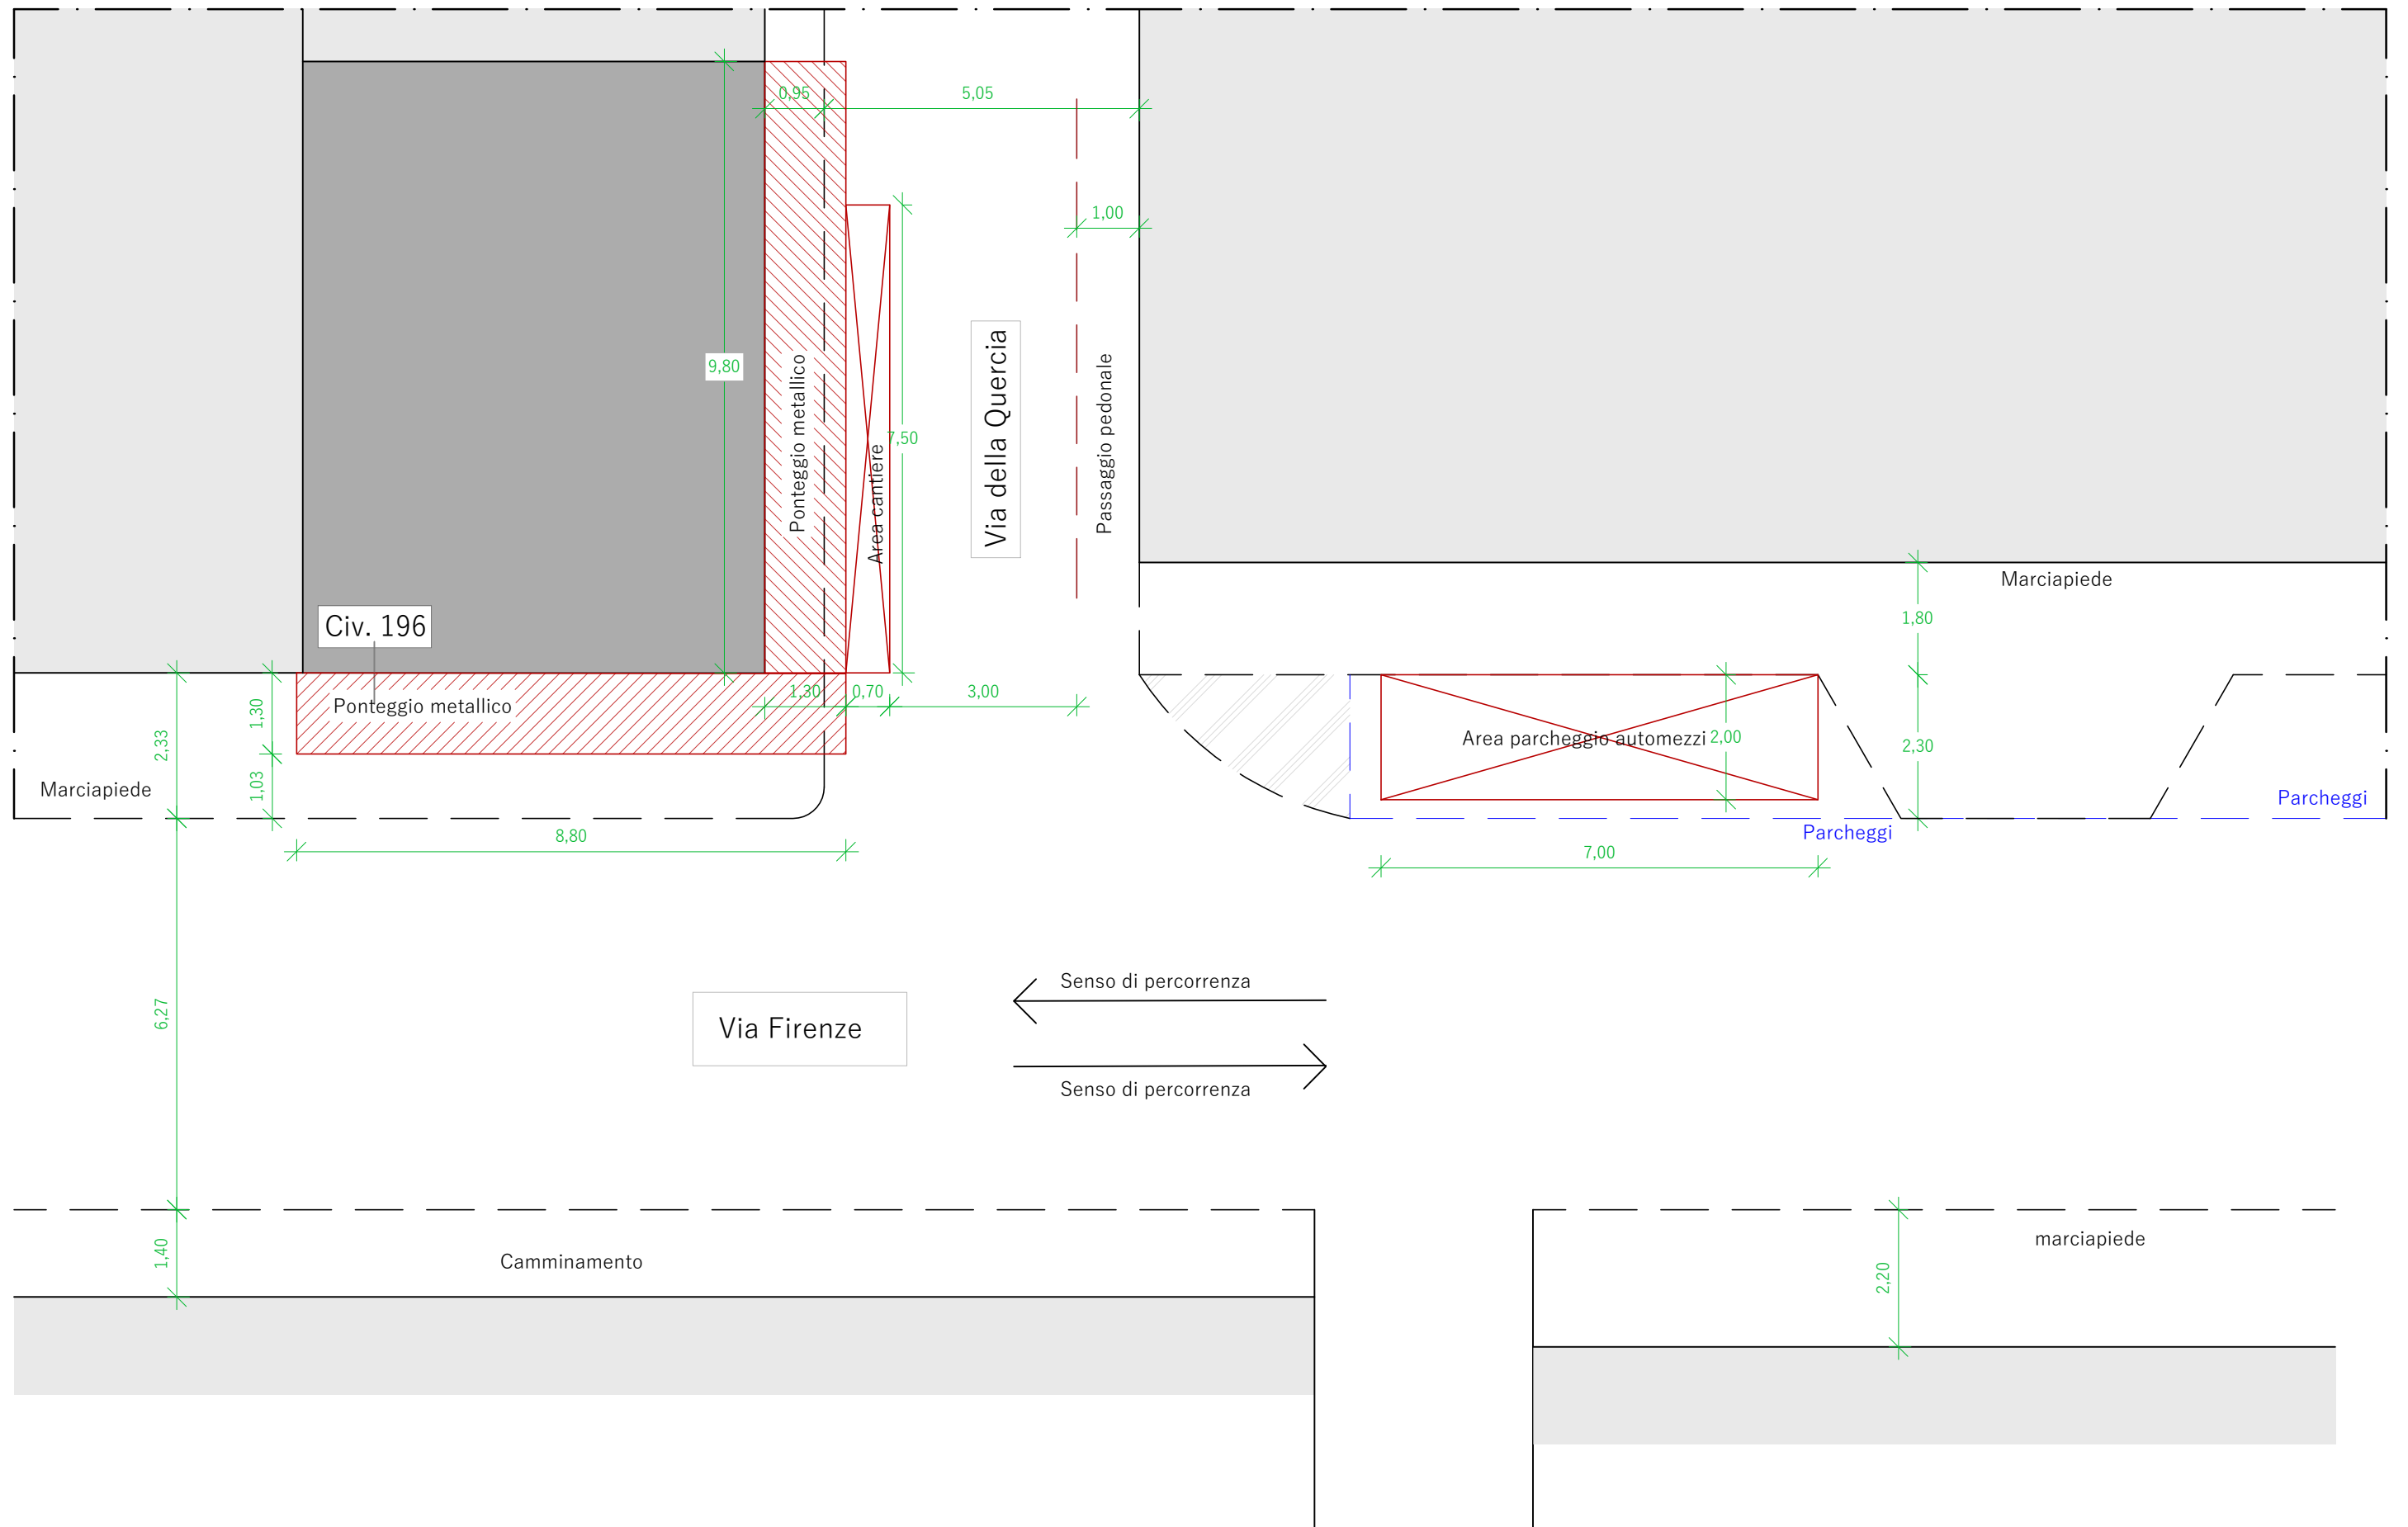 0,95
5,05
1,00
9,80
Ponteggio metallico
Area cantiere
7,50
Via della Quercia
Passaggio pedonale
Marciapiede
1,80
Civ. 196
Ponteggio metallico
1,30
0,70
3,00
1,30
2,33
1,03
Marciapiede
Area parcheggio automezzi
2,00
2,30
Parcheggi
Parcheggi
8,80
7,00
6,27
Senso di percorrenza
Via Firenze
Senso di percorrenza
1,40
Camminamento
marciapiede
2,20